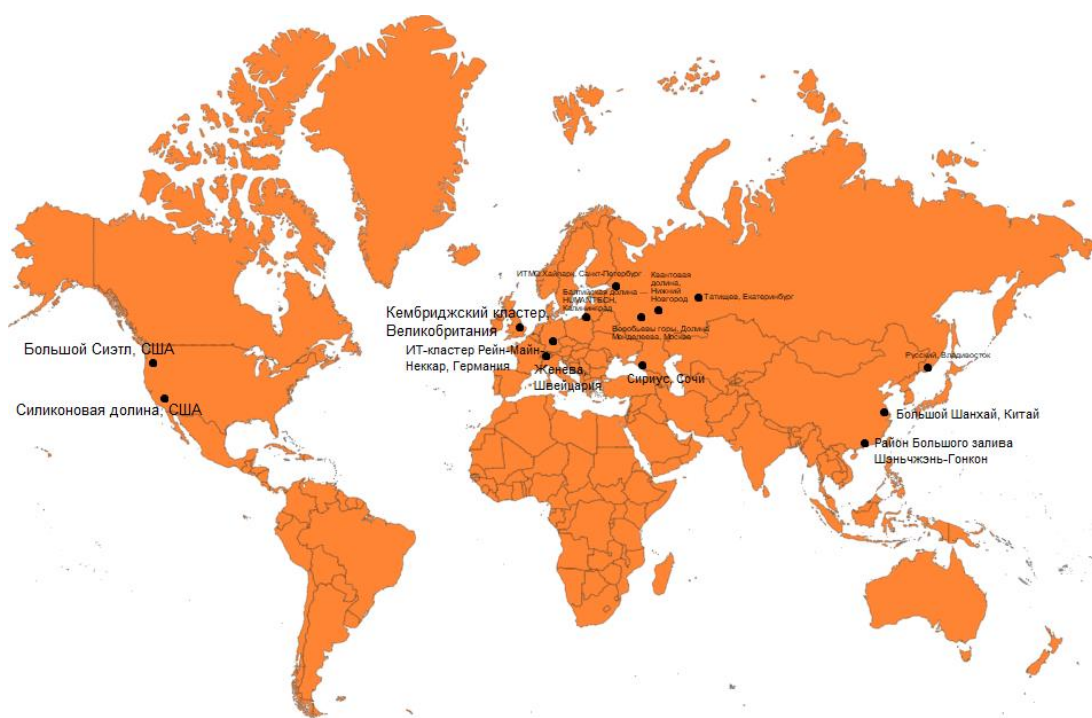 ИТМО Хайпарк, Санкт-Петербург
Квантовая
долина,
Нижний
Новгород
Балтийская долина —
HUMANTECH,
Калининград
Татищев, Екатеринбург
Кембриджский кластер,
Великобритания
Воробьевы горы, Долина
Менделеева, Москва
Большой Сиэтл, США
ИТ-кластер Рейн-Майн-
Неккар, Германия
Женева,
Швейцария
Сириус, Сочи
Русский, Владивосток
Силиконовая долина, США
Большой Шанхай, Китай
Район Большого залива
Шэньчжэнь-Гонкон